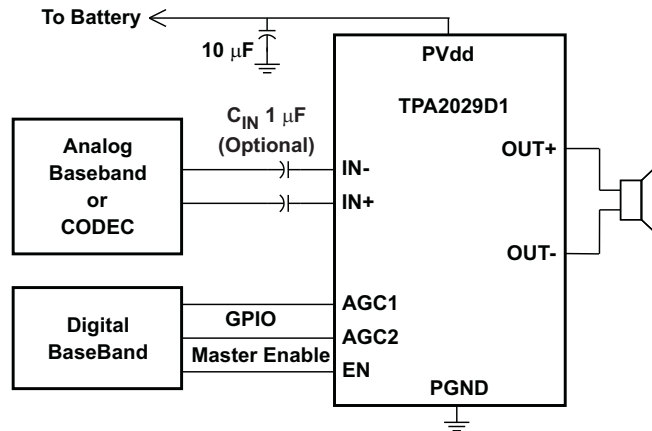 To Battery
10 μF
PVdd
TPA2029D1
C_IN 1 μF
(Optional)
Analog
Baseband
or
CODEC
IN-
IN+
OUT+
OUT-
Digital
BaseBand
GPIO
Master Enable
AGC1
AGC2
EN
PGND